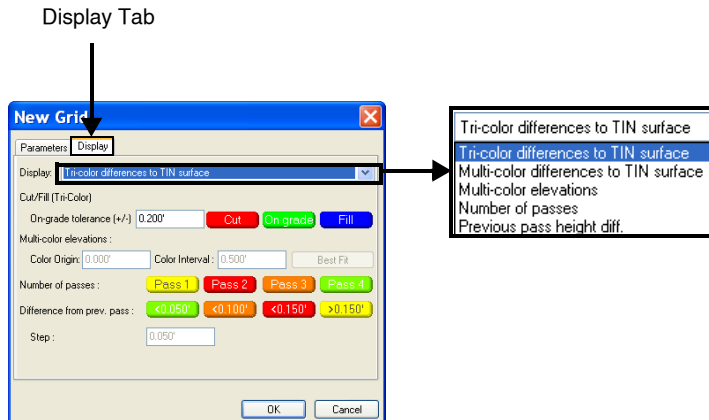 Display Tab
New Grid
Parameters Display
Display: Tri-color differences to TIN surface
Cut/Fill (Tri-Color)
On-grade tolerance (+/-) 0.200' Cut On grade Fill
Multi-color elevations :
Color Origin: 0.000' Color Interval : 0.500' Best Fit
Number of passes : Pass 1 Pass 2 Pass 3 Pass 4
Difference from prev. pass : <0.050' <0.100' <0.150' >0.150'
Step : 0.050'
OK Cancel
Tri-color differences to TIN surface
Tri-color differences to TIN surface
Multi-color differences to TIN surface
Multi-color elevations
Number of passes
Previous pass height diff.